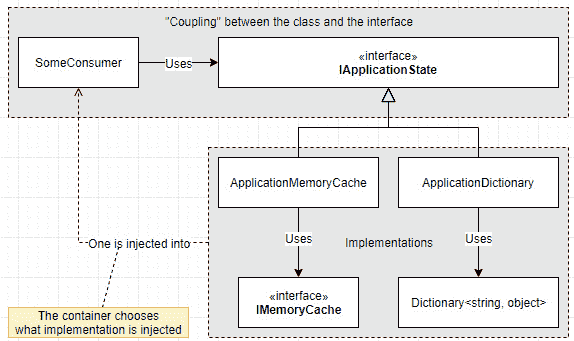 "Coupling" between the class and the interface
SomeConsumer
Uses
«interface»
IApplicationState
ApplicationMemoryCache
ApplicationDictionary
One is injected into
Uses
Implementations
Uses
«interface»
IMemoryCache
Dictionary<string, object>
The container chooses
what implementation is injected